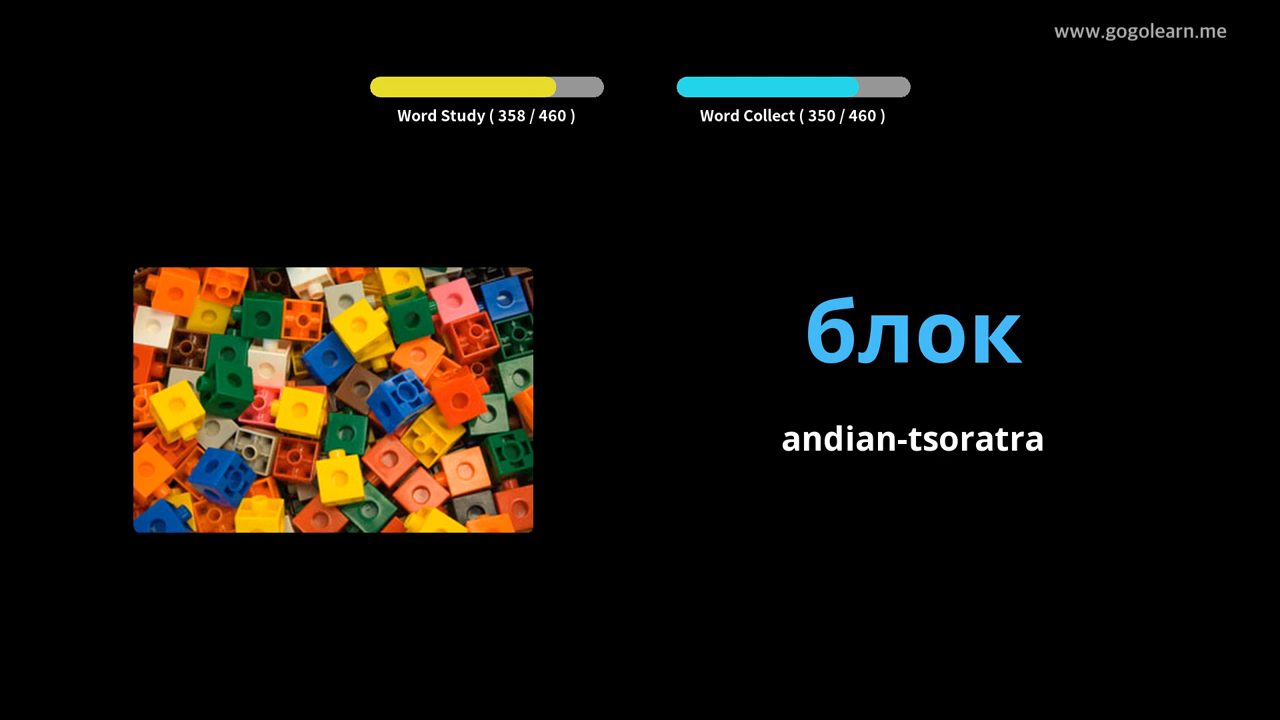 www.gogolearn.me
Word Study ( 358 / 460 )
Word Collect ( 350 / 460 )
блок
andian-tsoratra